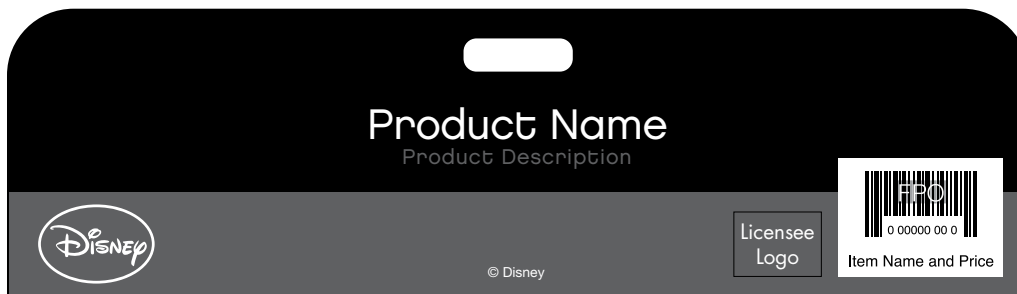 Product Name
Product Description
Disney
© Disney
Licensee
Logo
FPO
0 00000 00 0
Item Name and Price